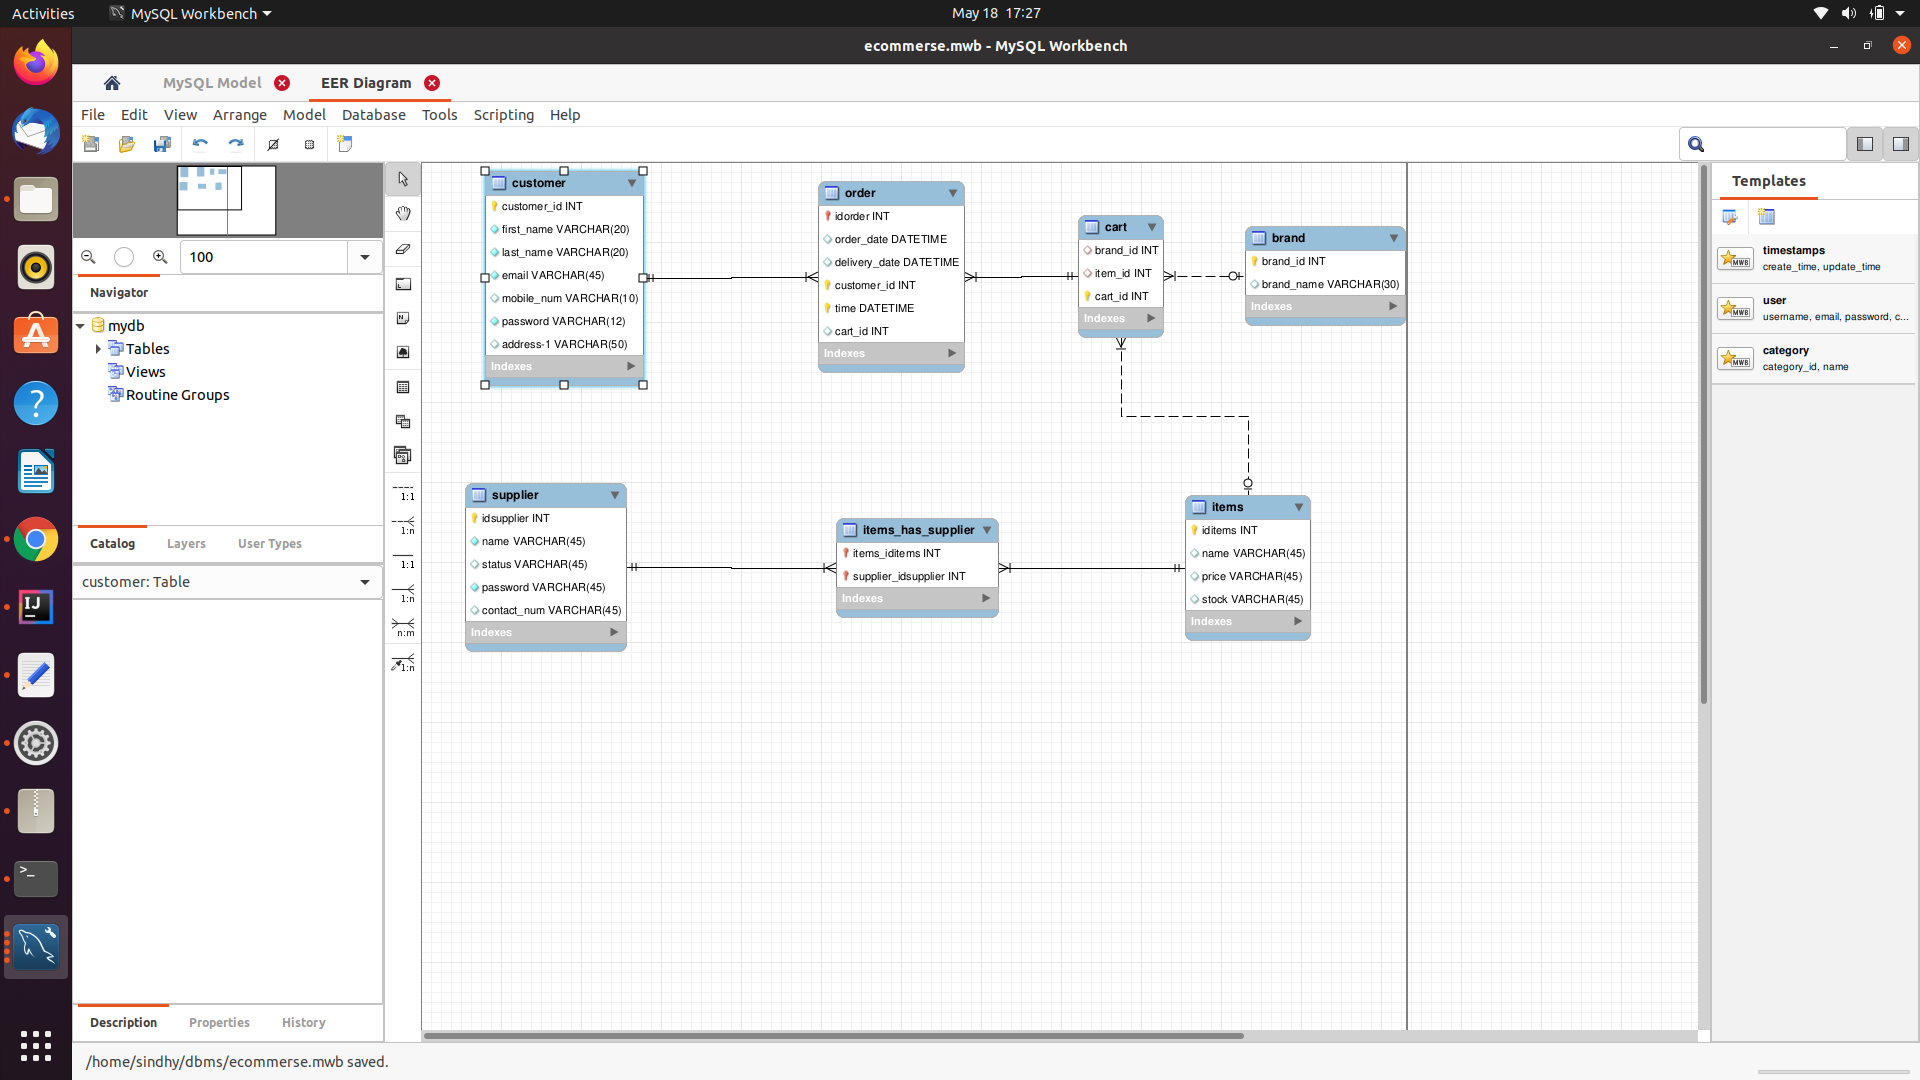 Activities
MySQL Workbench
May 18 17:27
ecommerse.mwb - MySQL Workbench
MySQL Model
EER Diagram
File Edit View Arrange Model Database Tools Scripting Help
100
Navigator
mydb
Tables
Views
Routine Groups
Catalog Layers User Types
customer: Table
Description Properties History
/home/sindhy/dbms/ecommerse.mwb saved.
1:1
1:n
1:1
1:n
n:m
1:n
customer
customer_id INT
first_name VARCHAR(20)
last_name VARCHAR(20)
email VARCHAR(45)
mobile_num VARCHAR(10)
password VARCHAR(12)
address-1 VARCHAR(50)
Indexes
order
idorder INT
order_date DATETIME
delivery_date DATETIME
customer_id INT
time DATETIME
cart_id INT
Indexes
cart
brand_id INT
item_id INT
cart_id INT
Indexes
brand
brand_id INT
brand_name VARCHAR(30)
Indexes
supplier
idsupplier INT
name VARCHAR(45)
status VARCHAR(45)
password VARCHAR(45)
contact_num VARCHAR(45)
Indexes
items_has_supplier
items_iditems INT
supplier_idsupplier INT
Indexes
items
iditems INT
name VARCHAR(45)
price VARCHAR(45)
stock VARCHAR(45)
Indexes
Templates
MWB
timestamps
create_time, update_time
MWB
user
username, email, password, c...
MWB
category
category_id, name